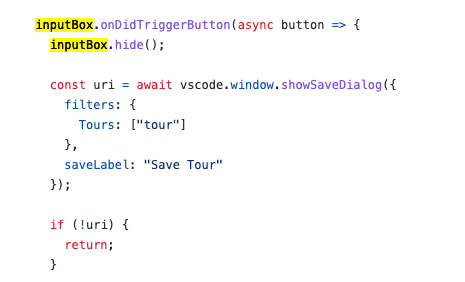 inputBox.onDidTriggerButton(async button => {
  inputBox.hide();

  const uri = await vscode.window.showSaveDialog({
    filters: {
      Tours: ["tour"]
    },
    saveLabel: "Save Tour"
  });

  if (!uri) {
    return;
  }